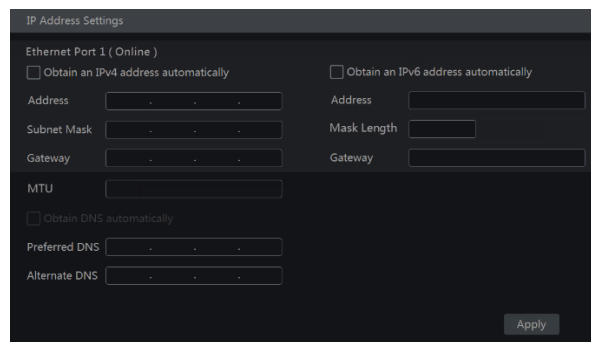 IP Address Settings
Ethernet Port 1 ( Online )
Obtain an IPv4 address automatically
Obtain an IPv6 address automatically
Address . . .
Address
Subnet Mask . . .
Mask Length
Gateway . . .
Gateway
MTU
Obtain DNS automatically
Preferred DNS . . .
Alternate DNS . . .
Apply